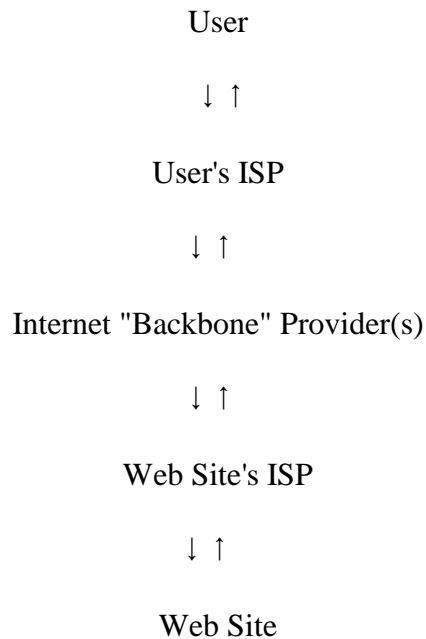 User
↓ ↑
User's ISP
↓ ↑
Internet "Backbone" Provider(s)
↓ ↑
Web Site's ISP
↓ ↑
Web Site